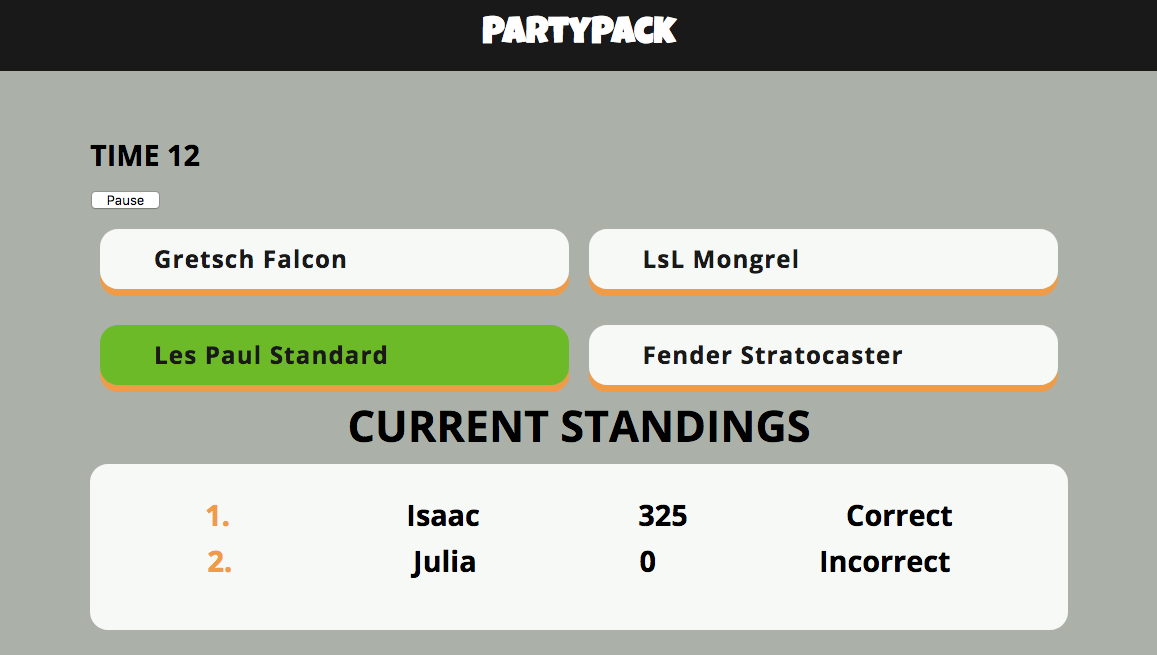 PARTYPACK
TIME 12
Pause
Gretsch Falcon
LsL Mongrel
Les Paul Standard
Fender Stratocaster
CURRENT STANDINGS
1. Isaac 325 Correct
2. Julia 0 Incorrect